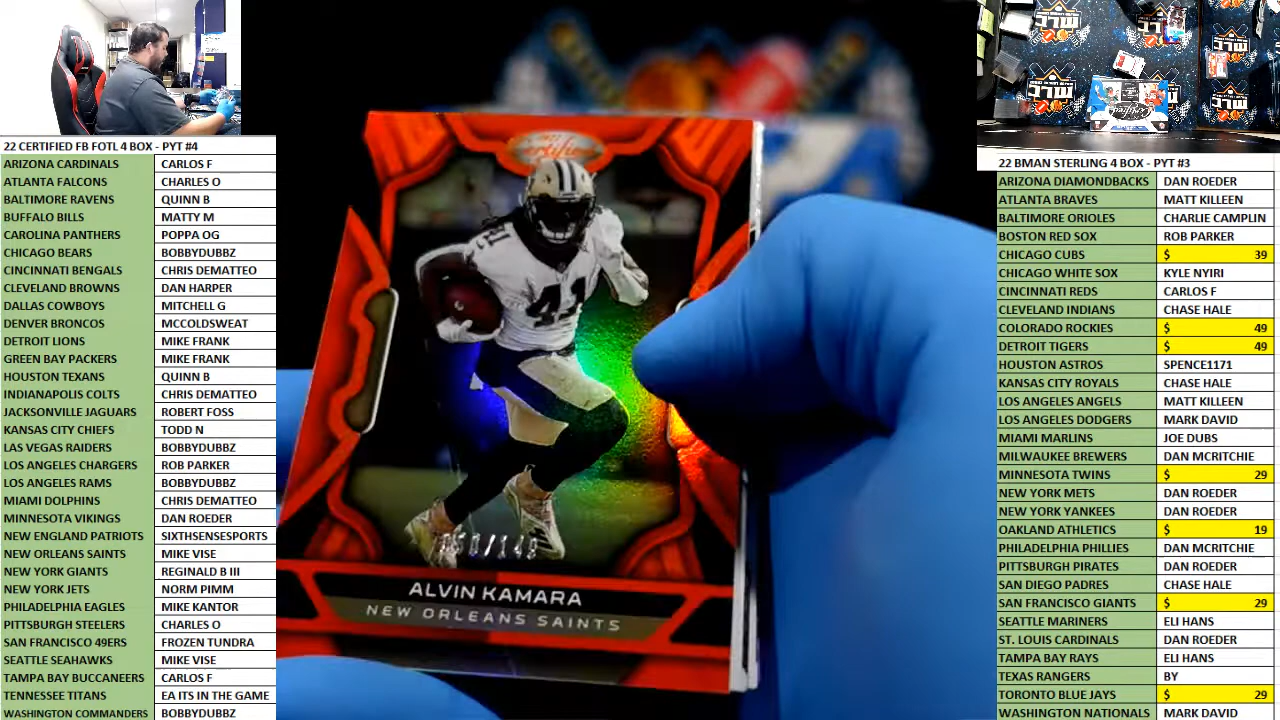 22 CERTIFIED FB FOTL 4 BOX - PYT #4
ARIZONA CARDINALS CARLOS F
ATLANTA FALCONS CHARLES O
BALTIMORE RAVENS QUINN B
BUFFALO BILLS MATTY M
CAROLINA PANTHERS POPPA OG
CHICAGO BEARS BOBBYDUBBZ
CINCINNATI BENGALS CHRIS DEMATTEO
CLEVELAND BROWNS DAN HARPER
DALLAS COWBOYS MITCHELL G
DENVER BRONCOS MCCOLDSWEAT
DETROIT LIONS MIKE FRANK
GREEN BAY PACKERS MIKE FRANK
HOUSTON TEXANS QUINN B
INDIANAPOLIS COLTS CHRIS DEMATTEO
JACKSONVILLE JAGUARS ROBERT FOSS
KANSAS CITY CHIEFS TODD N
LAS VEGAS RAIDERS BOBBYDUBBZ
LOS ANGELES CHARGERS ROB PARKER
LOS ANGELES RAMS BOBBYDUBBZ
MIAMI DOLPHINS CHRIS DEMATTEO
MINNESOTA VIKINGS DAN ROEDER
NEW ENGLAND PATRIOTS SIXTHSENSESPORTS
NEW ORLEANS SAINTS MIKE VISE
NEW YORK GIANTS REGINALD B III
NEW YORK JETS NORM PIMM
PHILADELPHIA EAGLES MIKE KANTOR
PITTSBURGH STEELERS CHARLES O
SAN FRANCISCO 49ERS FROZEN TUNDRA
SEATTLE SEAHAWKS MIKE VISE
TAMPA BAY BUCCANEERS CARLOS F
TENNESSEE TITANS EA ITS IN THE GAME
WASHINGTON COMMANDERS BOBBYDUBBZ
Certified
41
ALVIN KAMARA
NEW ORLEANS SAINTS
22 BMAN STERLING 4 BOX - PYT #3
ARIZONA DIAMONDBACKS DAN ROEDER
ATLANTA BRAVES MATT KILLEEN
BALTIMORE ORIOLES CHARLIE CAMPLIN
BOSTON RED SOX ROB PARKER
CHICAGO CUBS $ 39
CHICAGO WHITE SOX KYLE NYIRI
CINCINNATI REDS CARLOS F
CLEVELAND INDIANS CHASE HALE
COLORADO ROCKIES $ 49
DETROIT TIGERS $ 49
HOUSTON ASTROS SPENCE1171
KANSAS CITY ROYALS CHASE HALE
LOS ANGELES ANGELS MATT KILLEEN
LOS ANGELES DODGERS MARK DAVID
MIAMI MARLINS JOE DUBS
MILWAUKEE BREWERS DAN MCRITCHIE
MINNESOTA TWINS $ 29
NEW YORK METS DAN ROEDER
NEW YORK YANKEES DAN ROEDER
OAKLAND ATHLETICS $ 19
PHILADELPHIA PHILLIES DAN MCRITCHIE
PITTSBURGH PIRATES DAN ROEDER
SAN DIEGO PADRES CHASE HALE
SAN FRANCISCO GIANTS $ 29
SEATTLE MARINERS ELI HANS
ST. LOUIS CARDINALS DAN ROEDER
TAMPA BAY RAYS ELI HANS
TEXAS RANGERS BY
TORONTO BLUE JAYS $ 29
WASHINGTON NATIONALS MARK DAVID